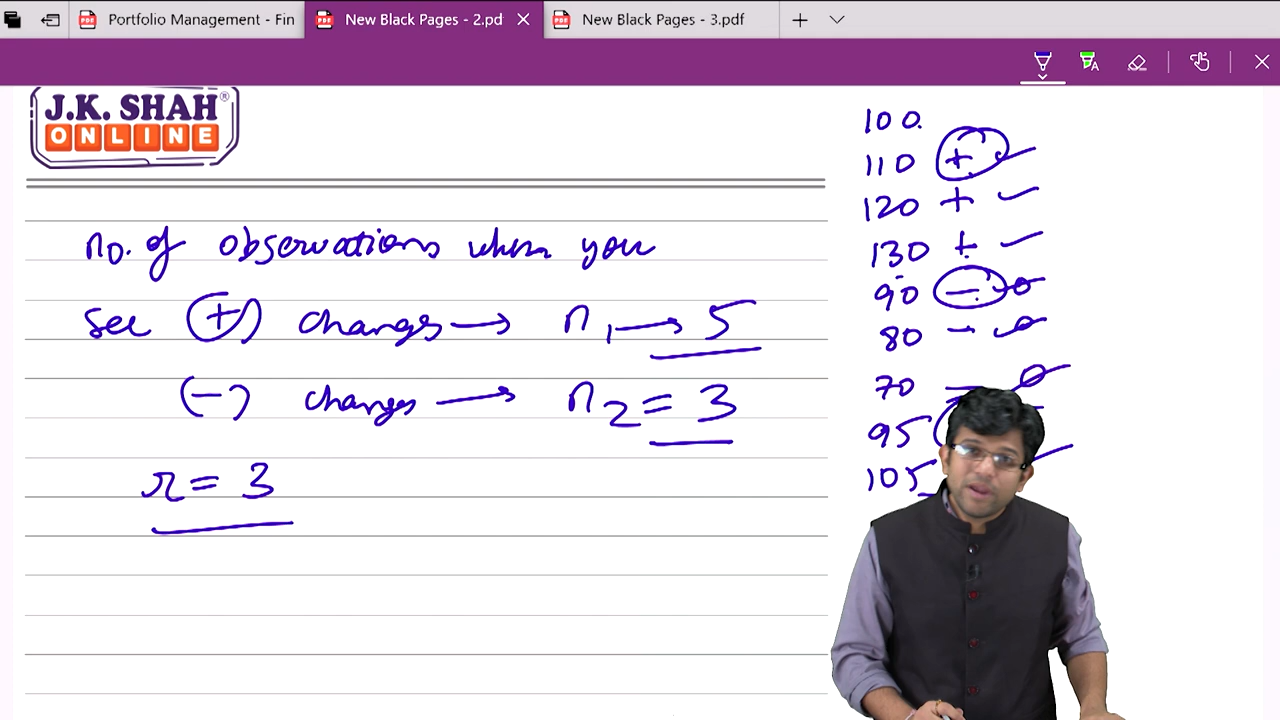 Portfolio Management - Fin
New Black Pages - 2.pd
New Black Pages - 3.pdf
J.K. SHAH®
ONLINE
no. of observations when you
see (+) changes → n1 → 5
(-) changes → n2 = 3
r = 3
100.
110 +
120 +
130 +
90 -
80 -
70 -
95
105